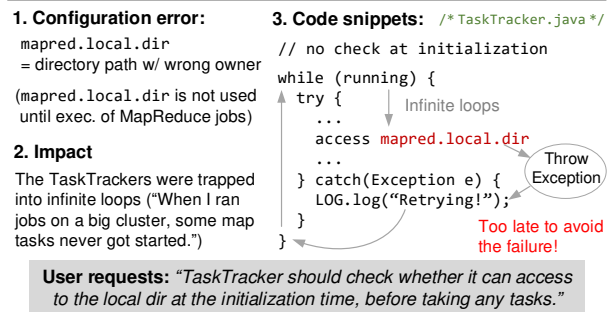 1. Configuration error:
mapred.local.dir
= directory path w/ wrong owner
(mapred.local.dir is not used
until exec. of MapReduce jobs)
2. Impact
The TaskTrackers were trapped
into infinite loops (“When I ran
jobs on a big cluster, some map
tasks never got started.”)
3. Code snippets: /* TaskTracker.java */
// no check at initialization
while (running) {
try {
Infinite loops
...
access mapred.local.dir
...
Throw
Exception
} catch(Exception e) {
LOG.log(“Retrying!”);
}
}
Too late to avoid
the failure!
User requests: “TaskTracker should check whether it can access
to the local dir at the initialization time, before taking any tasks.”